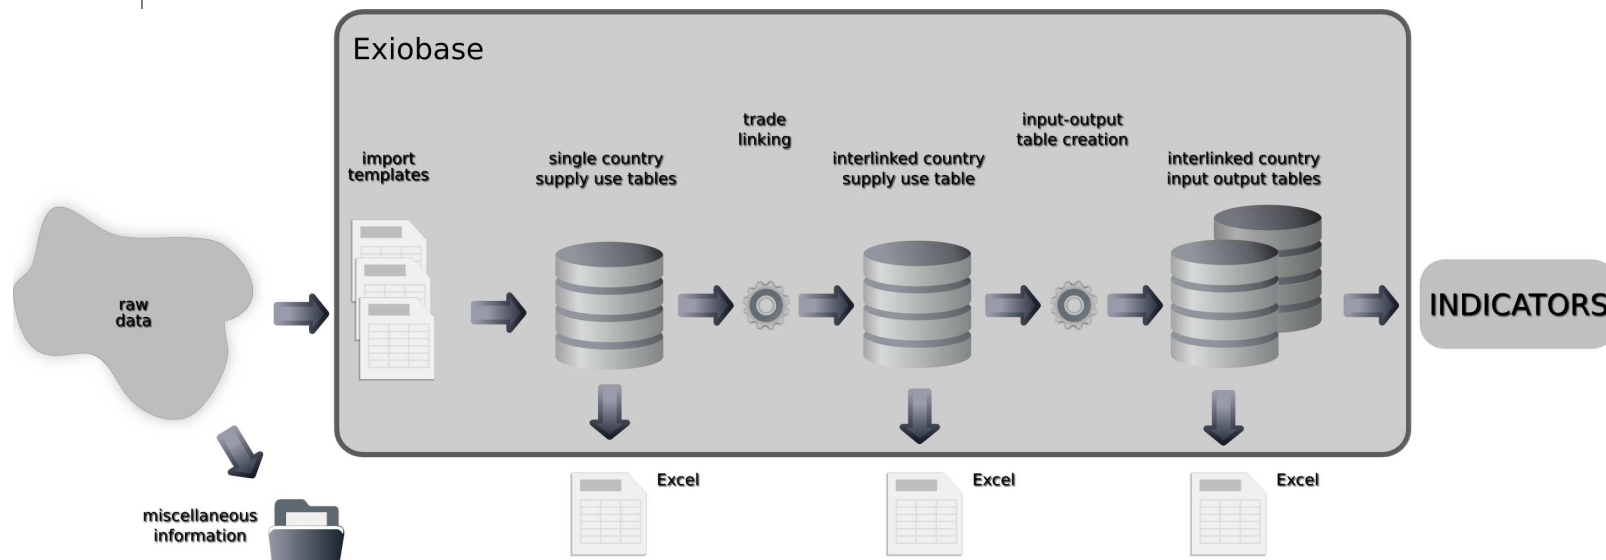 Exiobase
trade
linking
input-output
table creation
import
templates
single country
supply use tables
interlinked country
supply use table
interlinked country
input output tables
raw
data
INDICATORS
Excel
Excel
Excel
miscellaneous
information